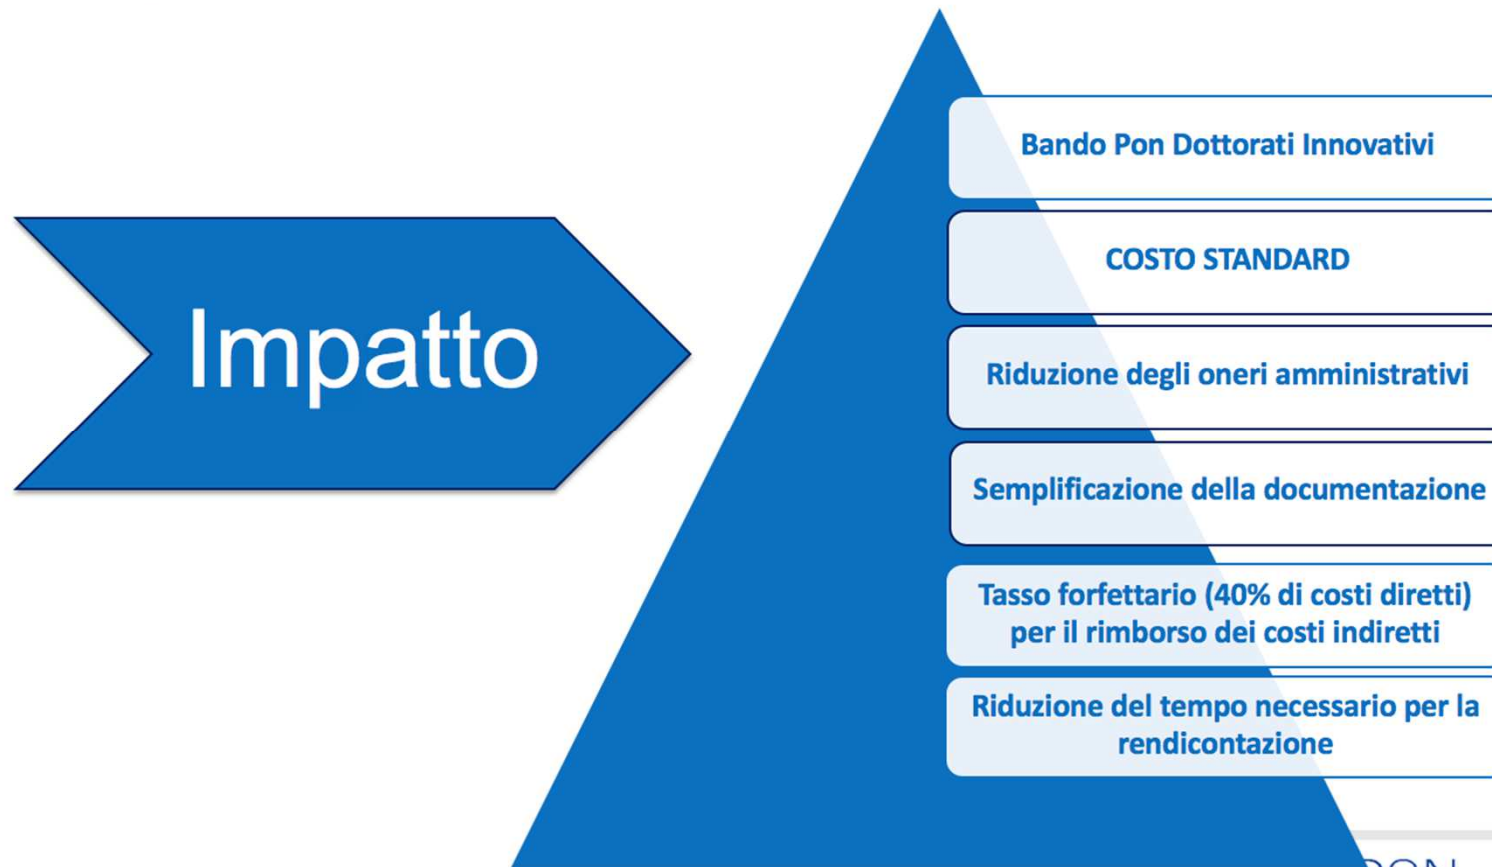 Impatto
Bando Pon Dottorati Innovativi
COSTO STANDARD
Riduzione degli oneri amministrativi
Semplificazione della documentazione
Tasso forfettario (40% di costi diretti)
per il rimborso dei costi indiretti
Riduzione del tempo necessario per la
rendicontazione